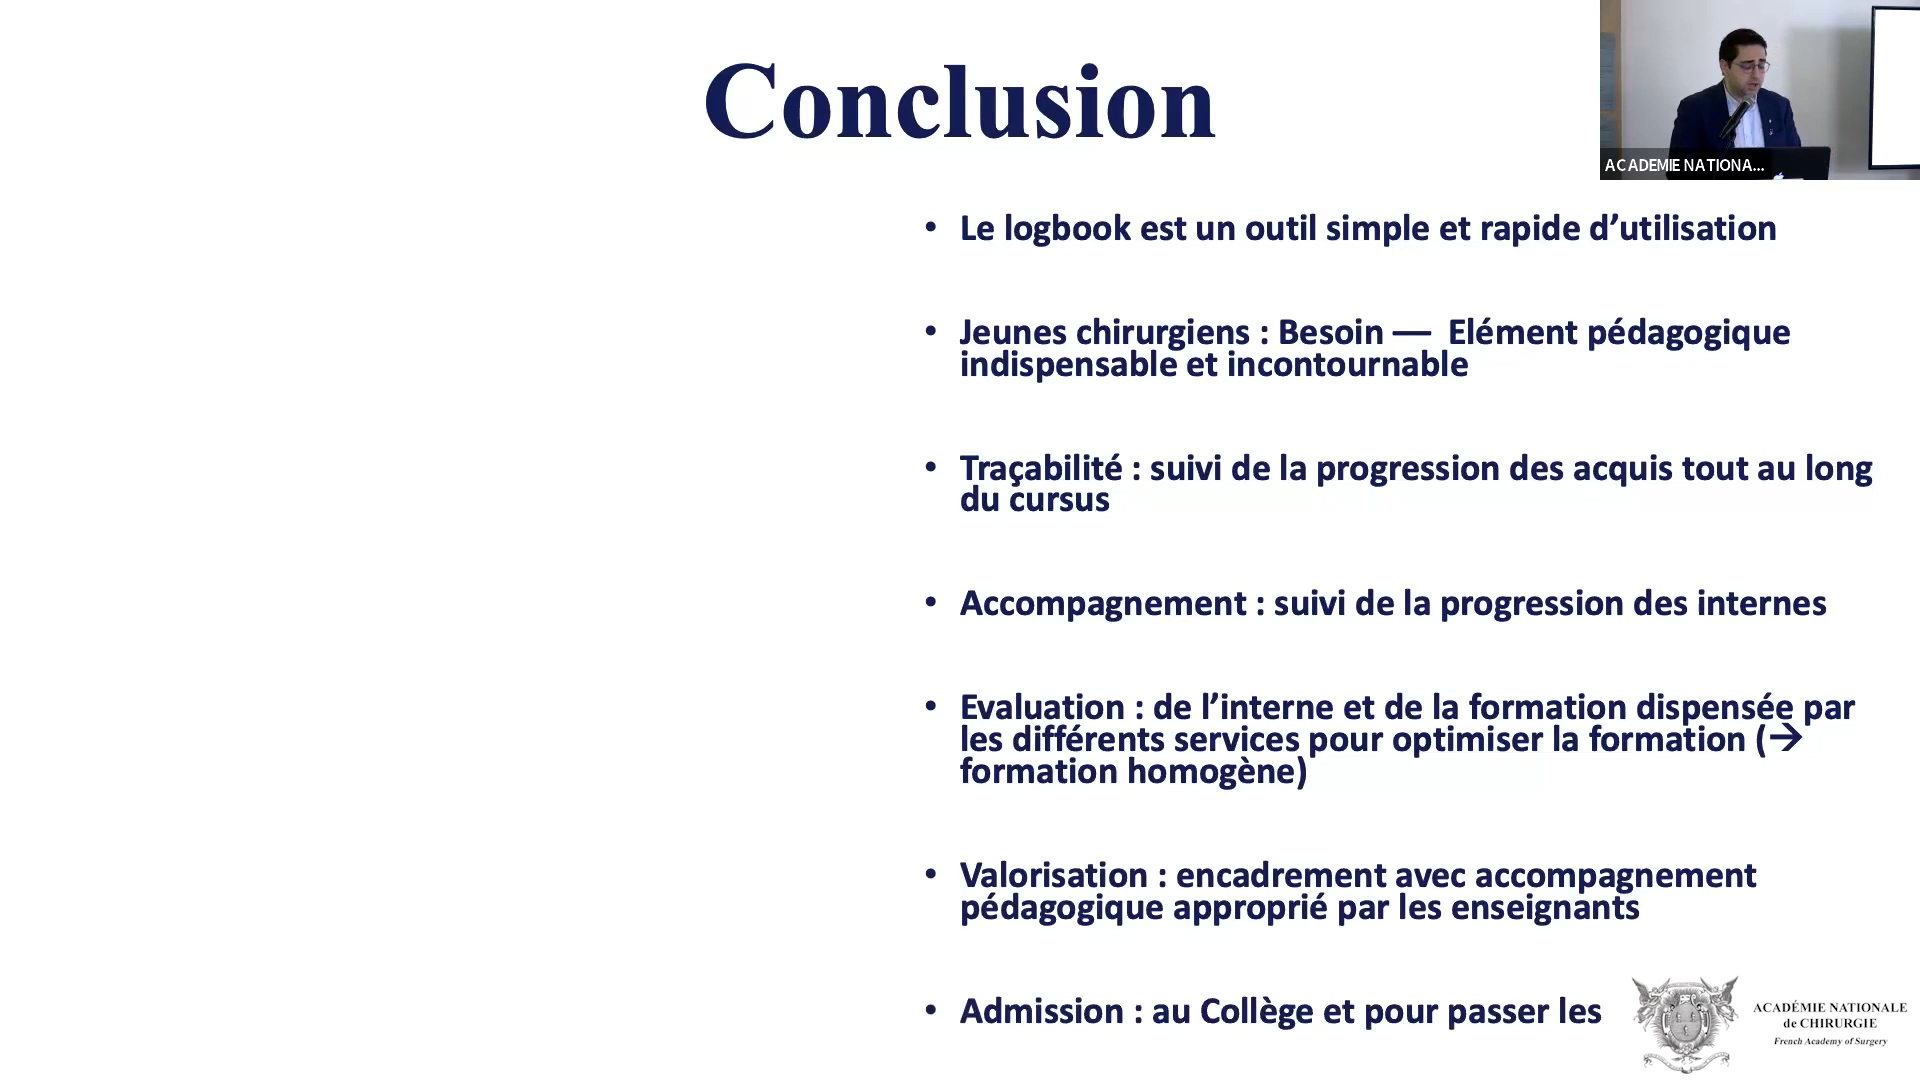 Conclusion
ACADEMIE NATIONA...
• Le logbook est un outil simple et rapide d’utilisation
• Jeunes chirurgiens : Besoin — Elément pédagogique
indispensable et incontournable
• Traçabilité : suivi de la progression des acquis tout au long
du cursus
• Accompagnement : suivi de la progression des internes
• Evaluation : de l’interne et de la formation dispensée par
les différents services pour optimiser la formation (→
formation homogène)
• Valorisation : encadrement avec accompagnement
pédagogique approprié par les enseignants
• Admission : au Collège et pour passer les
ACADÉMIE NATIONALE
de CHIRURGIE
French Academy of Surgery